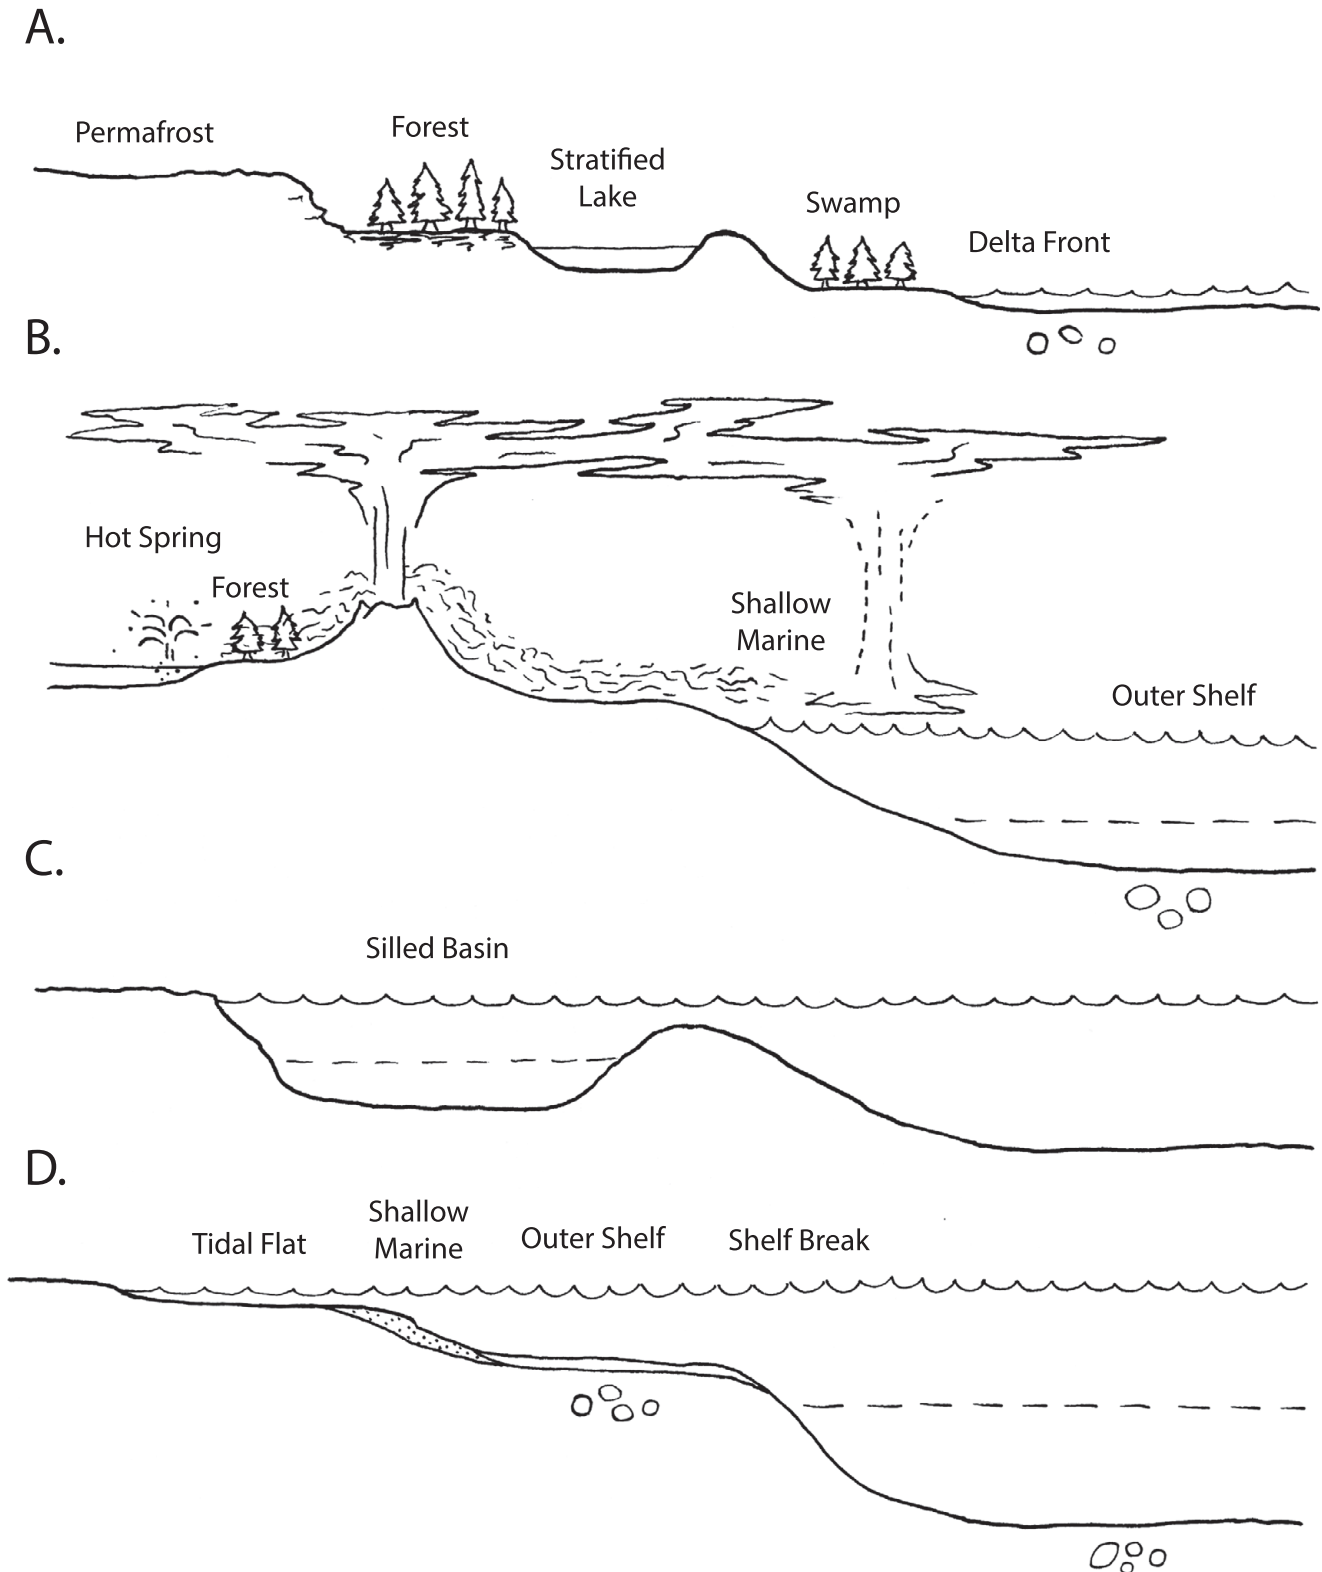 A.
Permafrost
Forest
Stratified
Lake
Swamp
Delta Front
B.
Hot Spring
Forest
Shallow
Marine
Outer Shelf
C.
Silled Basin
D.
Tidal Flat
Shallow
Marine
Outer Shelf
Shelf Break